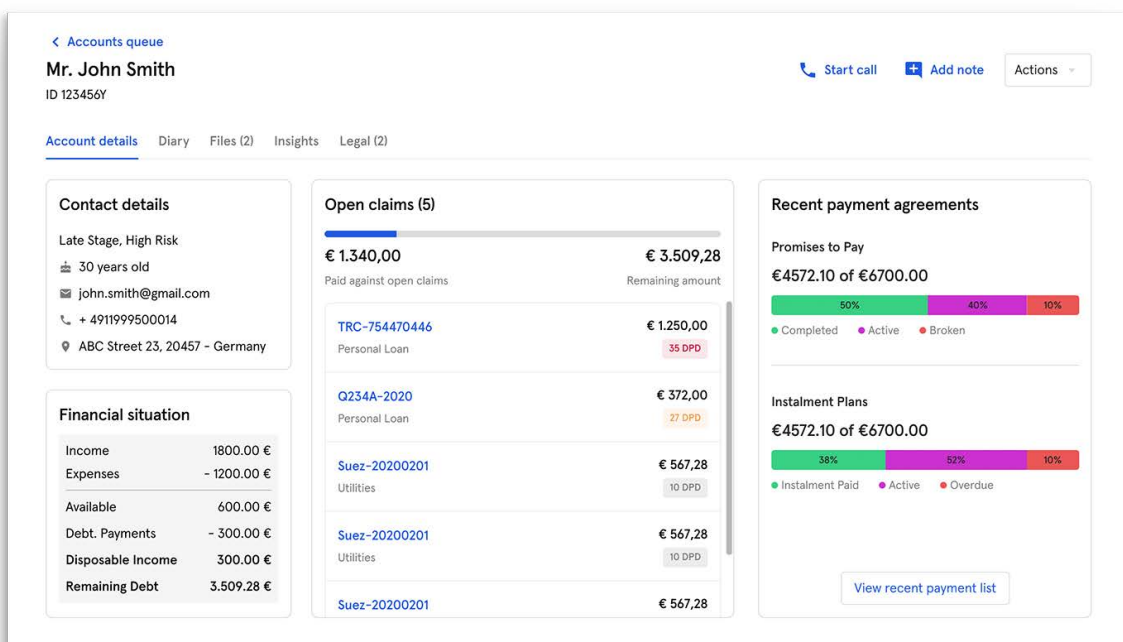 Accounts queue
Mr. John Smith
ID 123456Y
Start call
Add note
Actions
Account details
Diary
Files (2)
Insights
Legal (2)
Contact details
Late Stage, High Risk
30 years old
john.smith@gmail.com
+ 4911999500014
ABC Street 23, 20457 - Germany
Financial situation
Income 1800.00 €
Expenses - 1200.00 €
Available 600.00 €
Debt. Payments - 300.00 €
Disposable Income 300.00 €
Remaining Debt 3.509.28 €
Open claims (5)
€ 1.340,00 € 3.509,28
Paid against open claims Remaining amount
TRC-754470446 € 1.250,00
Personal Loan 35 DPD
Q234A-2020 € 372,00
Personal Loan 27 DPD
Suez-20200201 € 567,28
Utilities 10 DPD
Suez-20200201 € 567,28
Utilities 10 DPD
Suez-20200201 € 567,28
Recent payment agreements
Promises to Pay
€4572.10 of €6700.00
50% 40% 10%
Completed Active Broken
Instalment Plans
€4572.10 of €6700.00
38% 52% 10%
Instalment Paid Active Overdue
View recent payment list